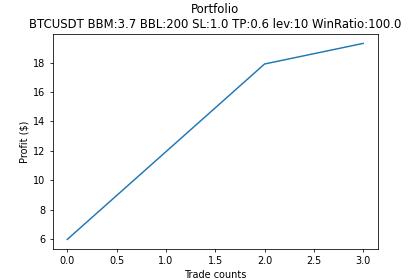 Portfolio
BTCUSDT BBM:3.7 BBL:200 SL:1.0 TP:0.6 lev:10 WinRatio:100.0
18
16
14
12
10
8
6
Profit ($)
0.0 0.5 1.0 1.5 2.0 2.5 3.0
Trade counts